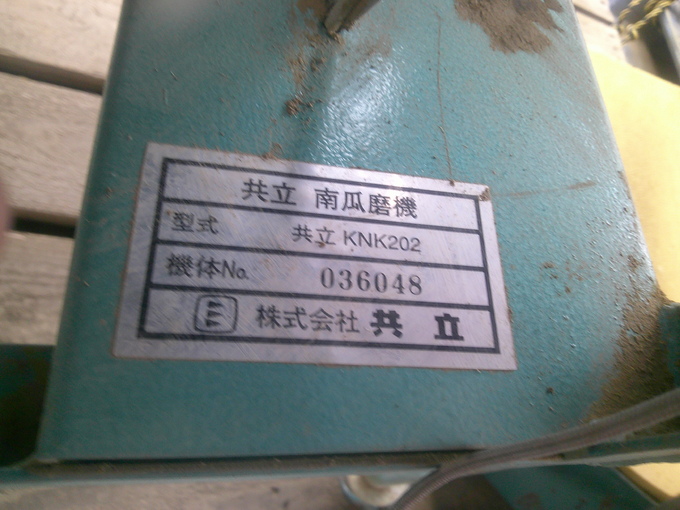 共立 南瓜磨機
型式 共立 KNK202
機体No. 036048
株式会社 共立